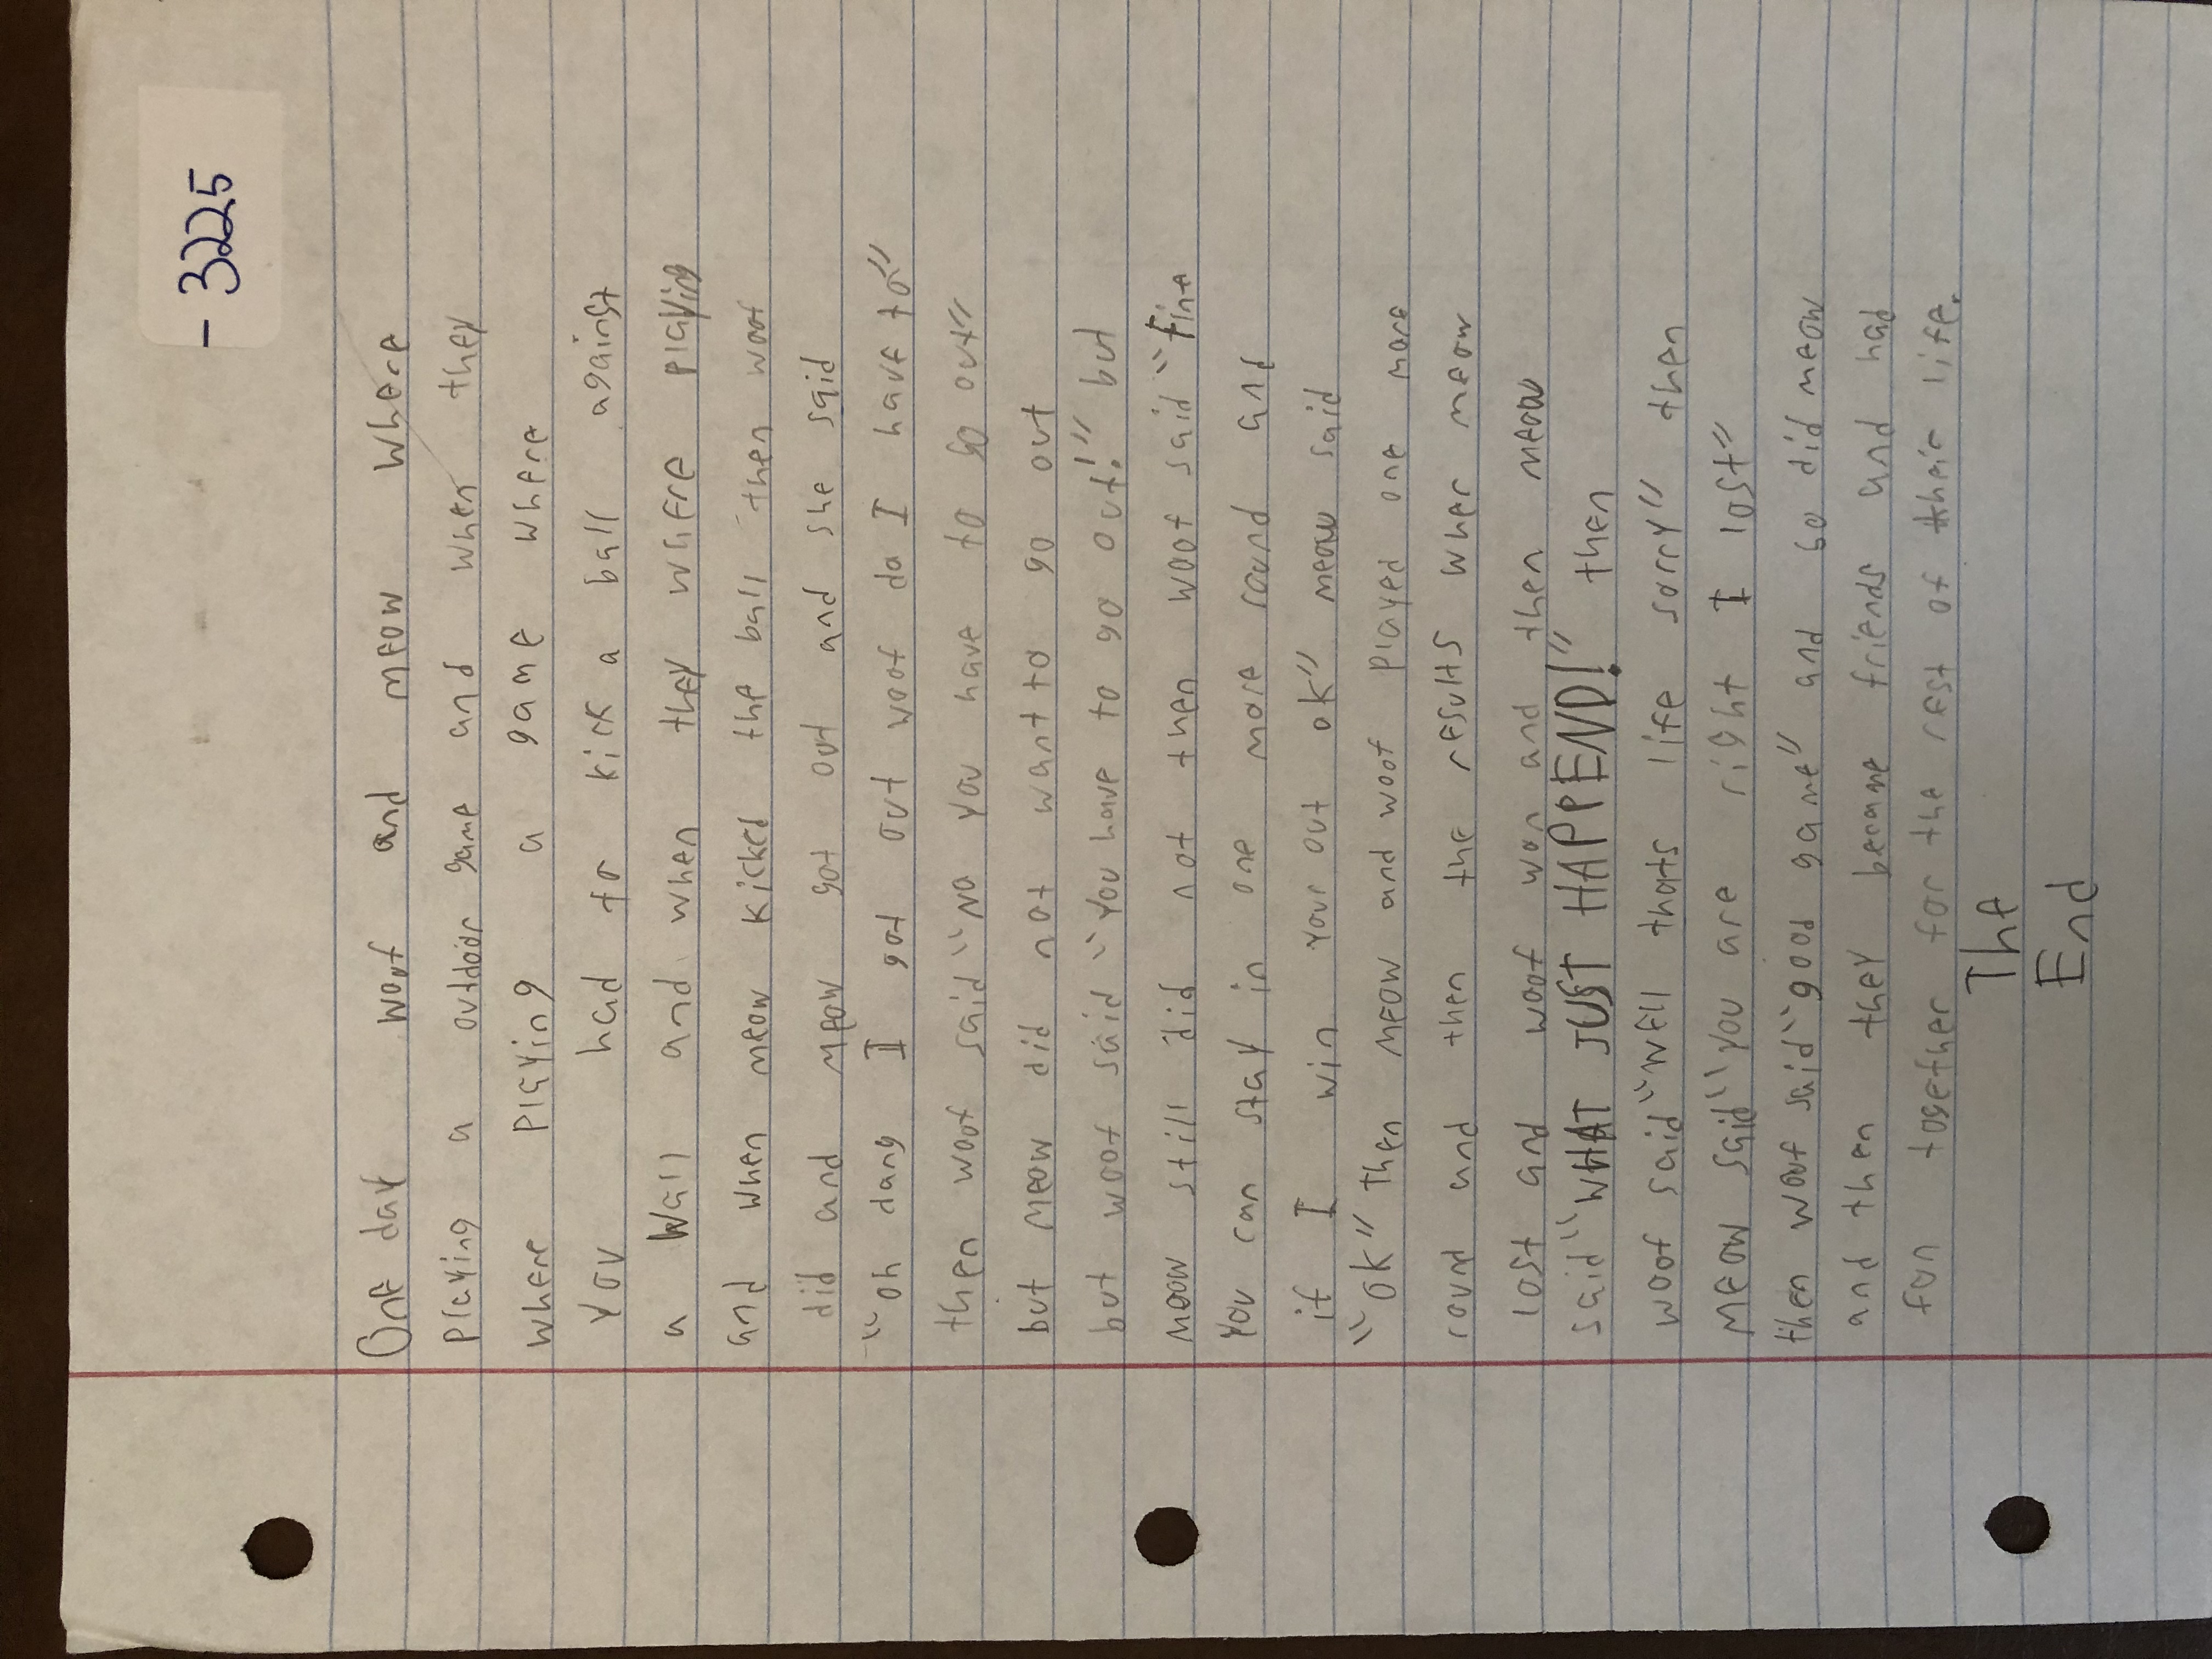 - 3225
One day woof and meow where
playing a outdoor game and when they
where playing a game where
you had to kick a ball against
a wall and when they where playing
and when meow kicked the ball then woof
did and meow got out and she said
"oh dang I got out woof do I have to"
then woof said "No you have to go out"
but meow did not want to go out
but woof said "you have to go out!" but
meow still did not then woof said "Fine
you can stay in one more round and
if I win your out ok" meow said
"ok" then meow and woof played one more
round and then the results wher meow
lost and woof won and then meow
said "WHAT JUST HAPPEND!" then
woof said "well thats life sorry" then
meow said "you are right I lost"
then woof said "good game" and so did meow
and then they became friends and had
fun together for the rest of their life.
The
End